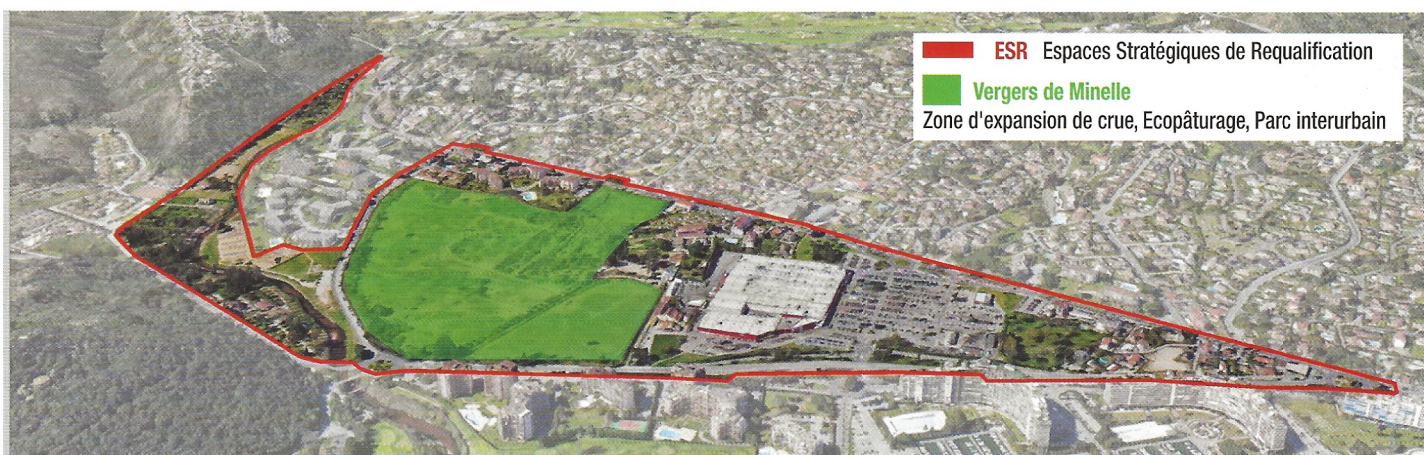 ESR Espaces Stratégiques de Requalification
Vergers de Minelle
Zone d'expansion de crue, Ecopâturage, Parc interurbain